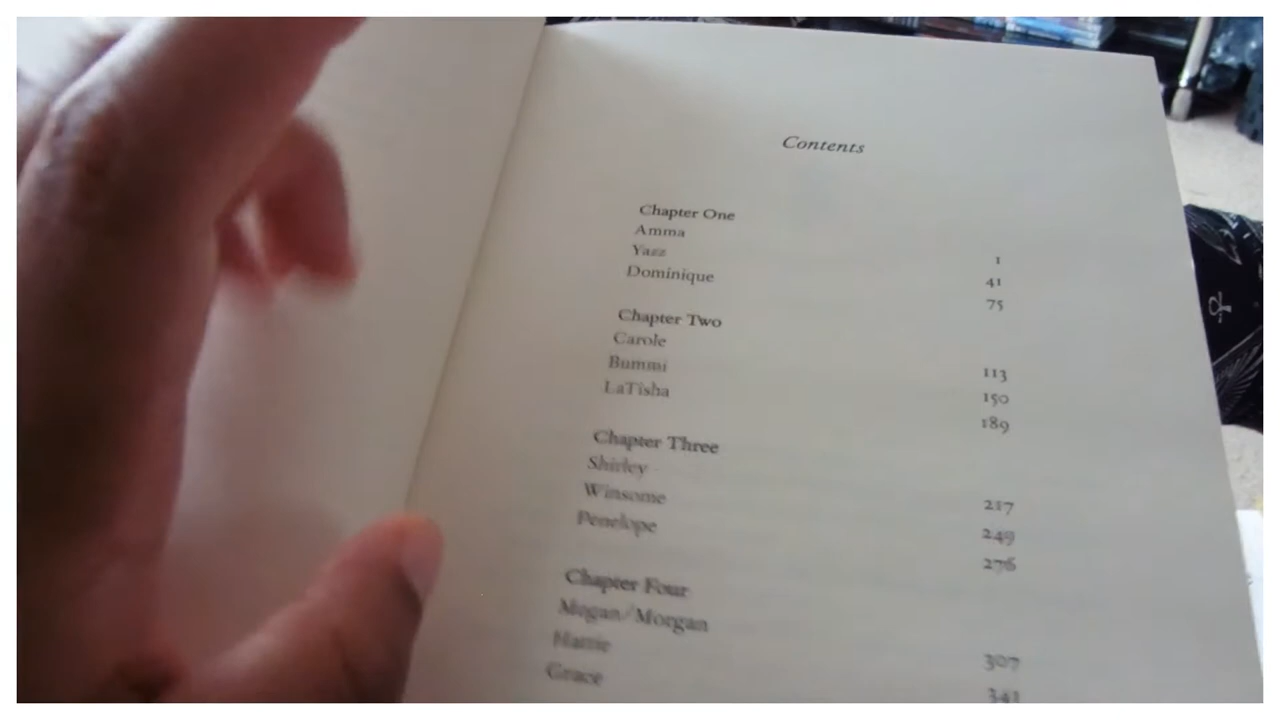 Contents
Chapter One
Amma 1
Yazz 41
Dominique 75
Chapter Two
Carole 113
Bummi 150
LaTisha 189
Chapter Three
Shirley 217
Winsome 249
Penelope 276
Chapter Four
Megan/Morgan 307
Hattie 341
Grace